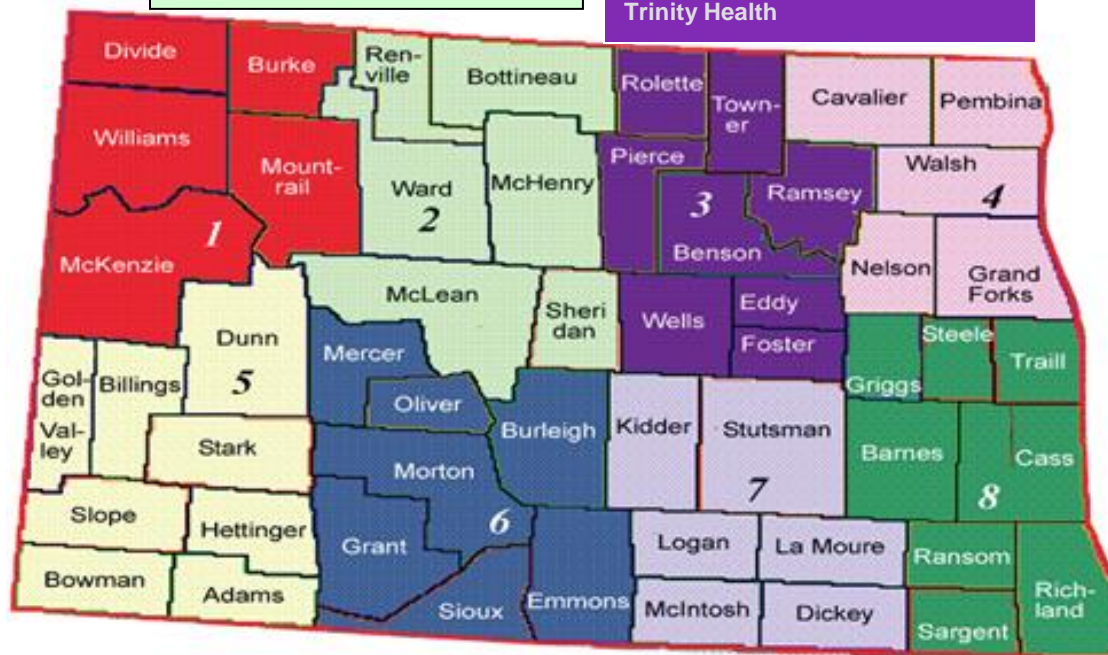 Trinity Health
Divide
Burke
Ren-
ville
Bottineau
Rolette
Town-
er
Cavalier
Pembina
Williams
Mount-
rail
Ward
2
McHenry
Pierce
3
Ramsey
Walsh
4
1
McKenzie
Benson
Nelson
Grand
Forks
McLean
Sheri
dan
Wells
Eddy
Foster
Dunn
5
Mercer
Griggs
Steele
Traill
Gol-
den
Val-
ley
Billings
Oliver
Burleigh
Kidder
Stutsman
7
Barnes
Cass
8
Stark
Morton
6
Slope
Hettinger
Grant
Logan
La Moure
Ransom
Rich-
land
Bowman
Adams
Sioux
Emmons
McIntosh
Dickey
Sargent